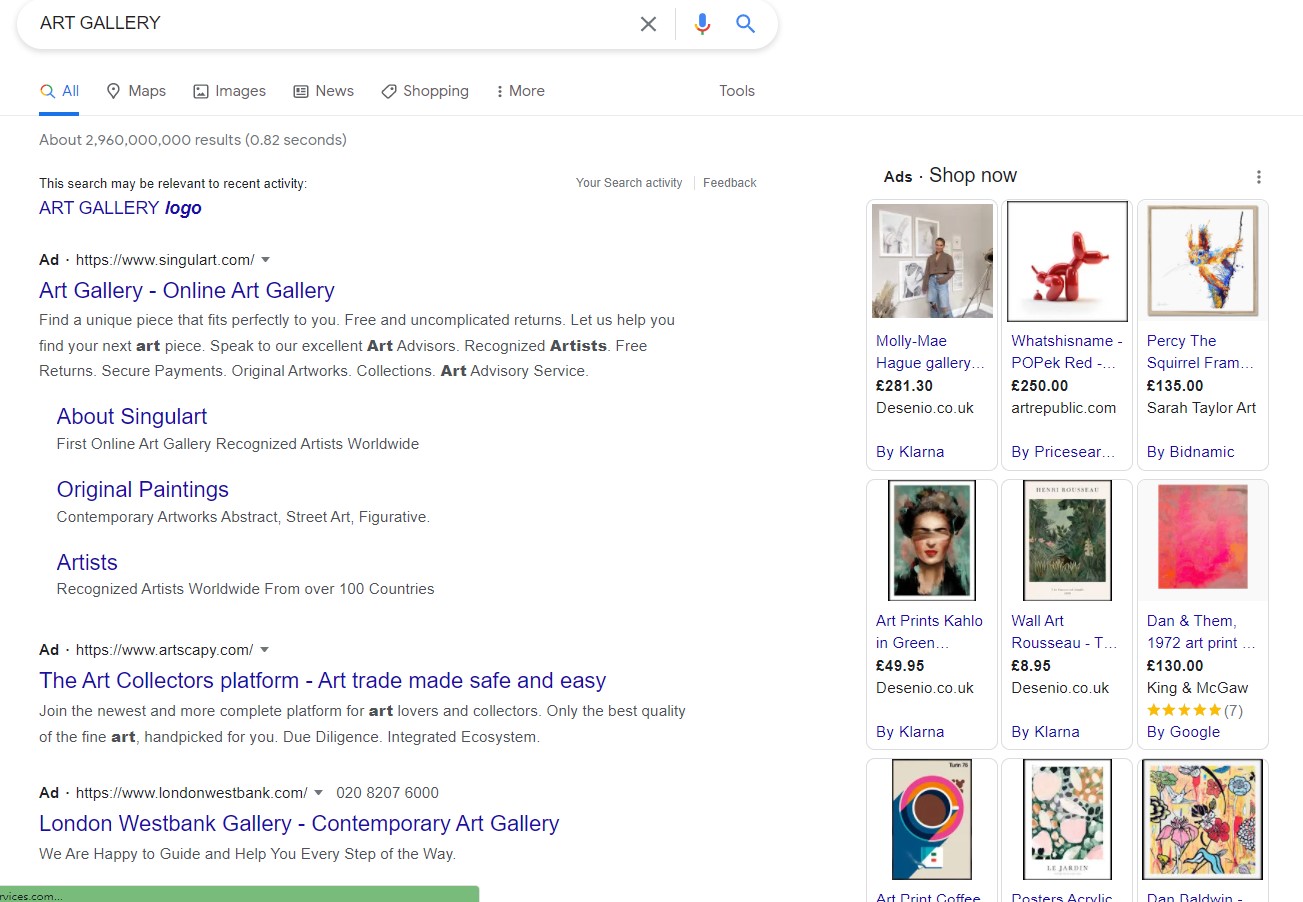 ART GALLERY
All
Maps
Images
News
Shopping
More
Tools
About 2,960,000,000 results (0.82 seconds)
This search may be relevant to recent activity:
Your Search activity
Feedback
ART GALLERY logo
Ad · https://www.singulart.com/
Art Gallery - Online Art Gallery
Find a unique piece that fits perfectly to you. Free and uncomplicated returns. Let us help you
find your next art piece. Speak to our excellent Art Advisors. Recognized Artists. Free
Returns. Secure Payments. Original Artworks. Collections. Art Advisory Service.
About Singulart
First Online Art Gallery Recognized Artists Worldwide
Original Paintings
Contemporary Artworks Abstract, Street Art, Figurative.
Artists
Recognized Artists Worldwide From over 100 Countries
Ad · https://www.artscapy.com/
The Art Collectors platform - Art trade made safe and easy
Join the newest and more complete platform for art lovers and collectors. Only the best quality
of the fine art, handpicked for you. Due Diligence. Integrated Ecosystem.
Ad · https://www.londonwestbank.com/ 020 8207 6000
London Westbank Gallery - Contemporary Art Gallery
We Are Happy to Guide and Help You Every Step of the Way.
rvices.com...
Ads · Shop now
Molly-Mae
Hague gallery...
£281.30
Desenio.co.uk
By Klarna
Whatshisname -
POPek Red -...
£250.00
artrepublic.com
By Pricesear...
Percy The
Squirrel Fram...
£135.00
Sarah Taylor Art
By Bidnamic
Art Prints Kahlo
in Green...
£49.95
Desenio.co.uk
By Klarna
HENRI ROUSSEAU
Wall Art
Rousseau - T...
£8.95
Desenio.co.uk
By Klarna
Dan & Them,
1972 art print ...
£130.00
King & McGaw
(7)
By Google
Turin 76
Art Print Coffee
LE JARDIN
Posters Acrylic
Dan Baldwin -